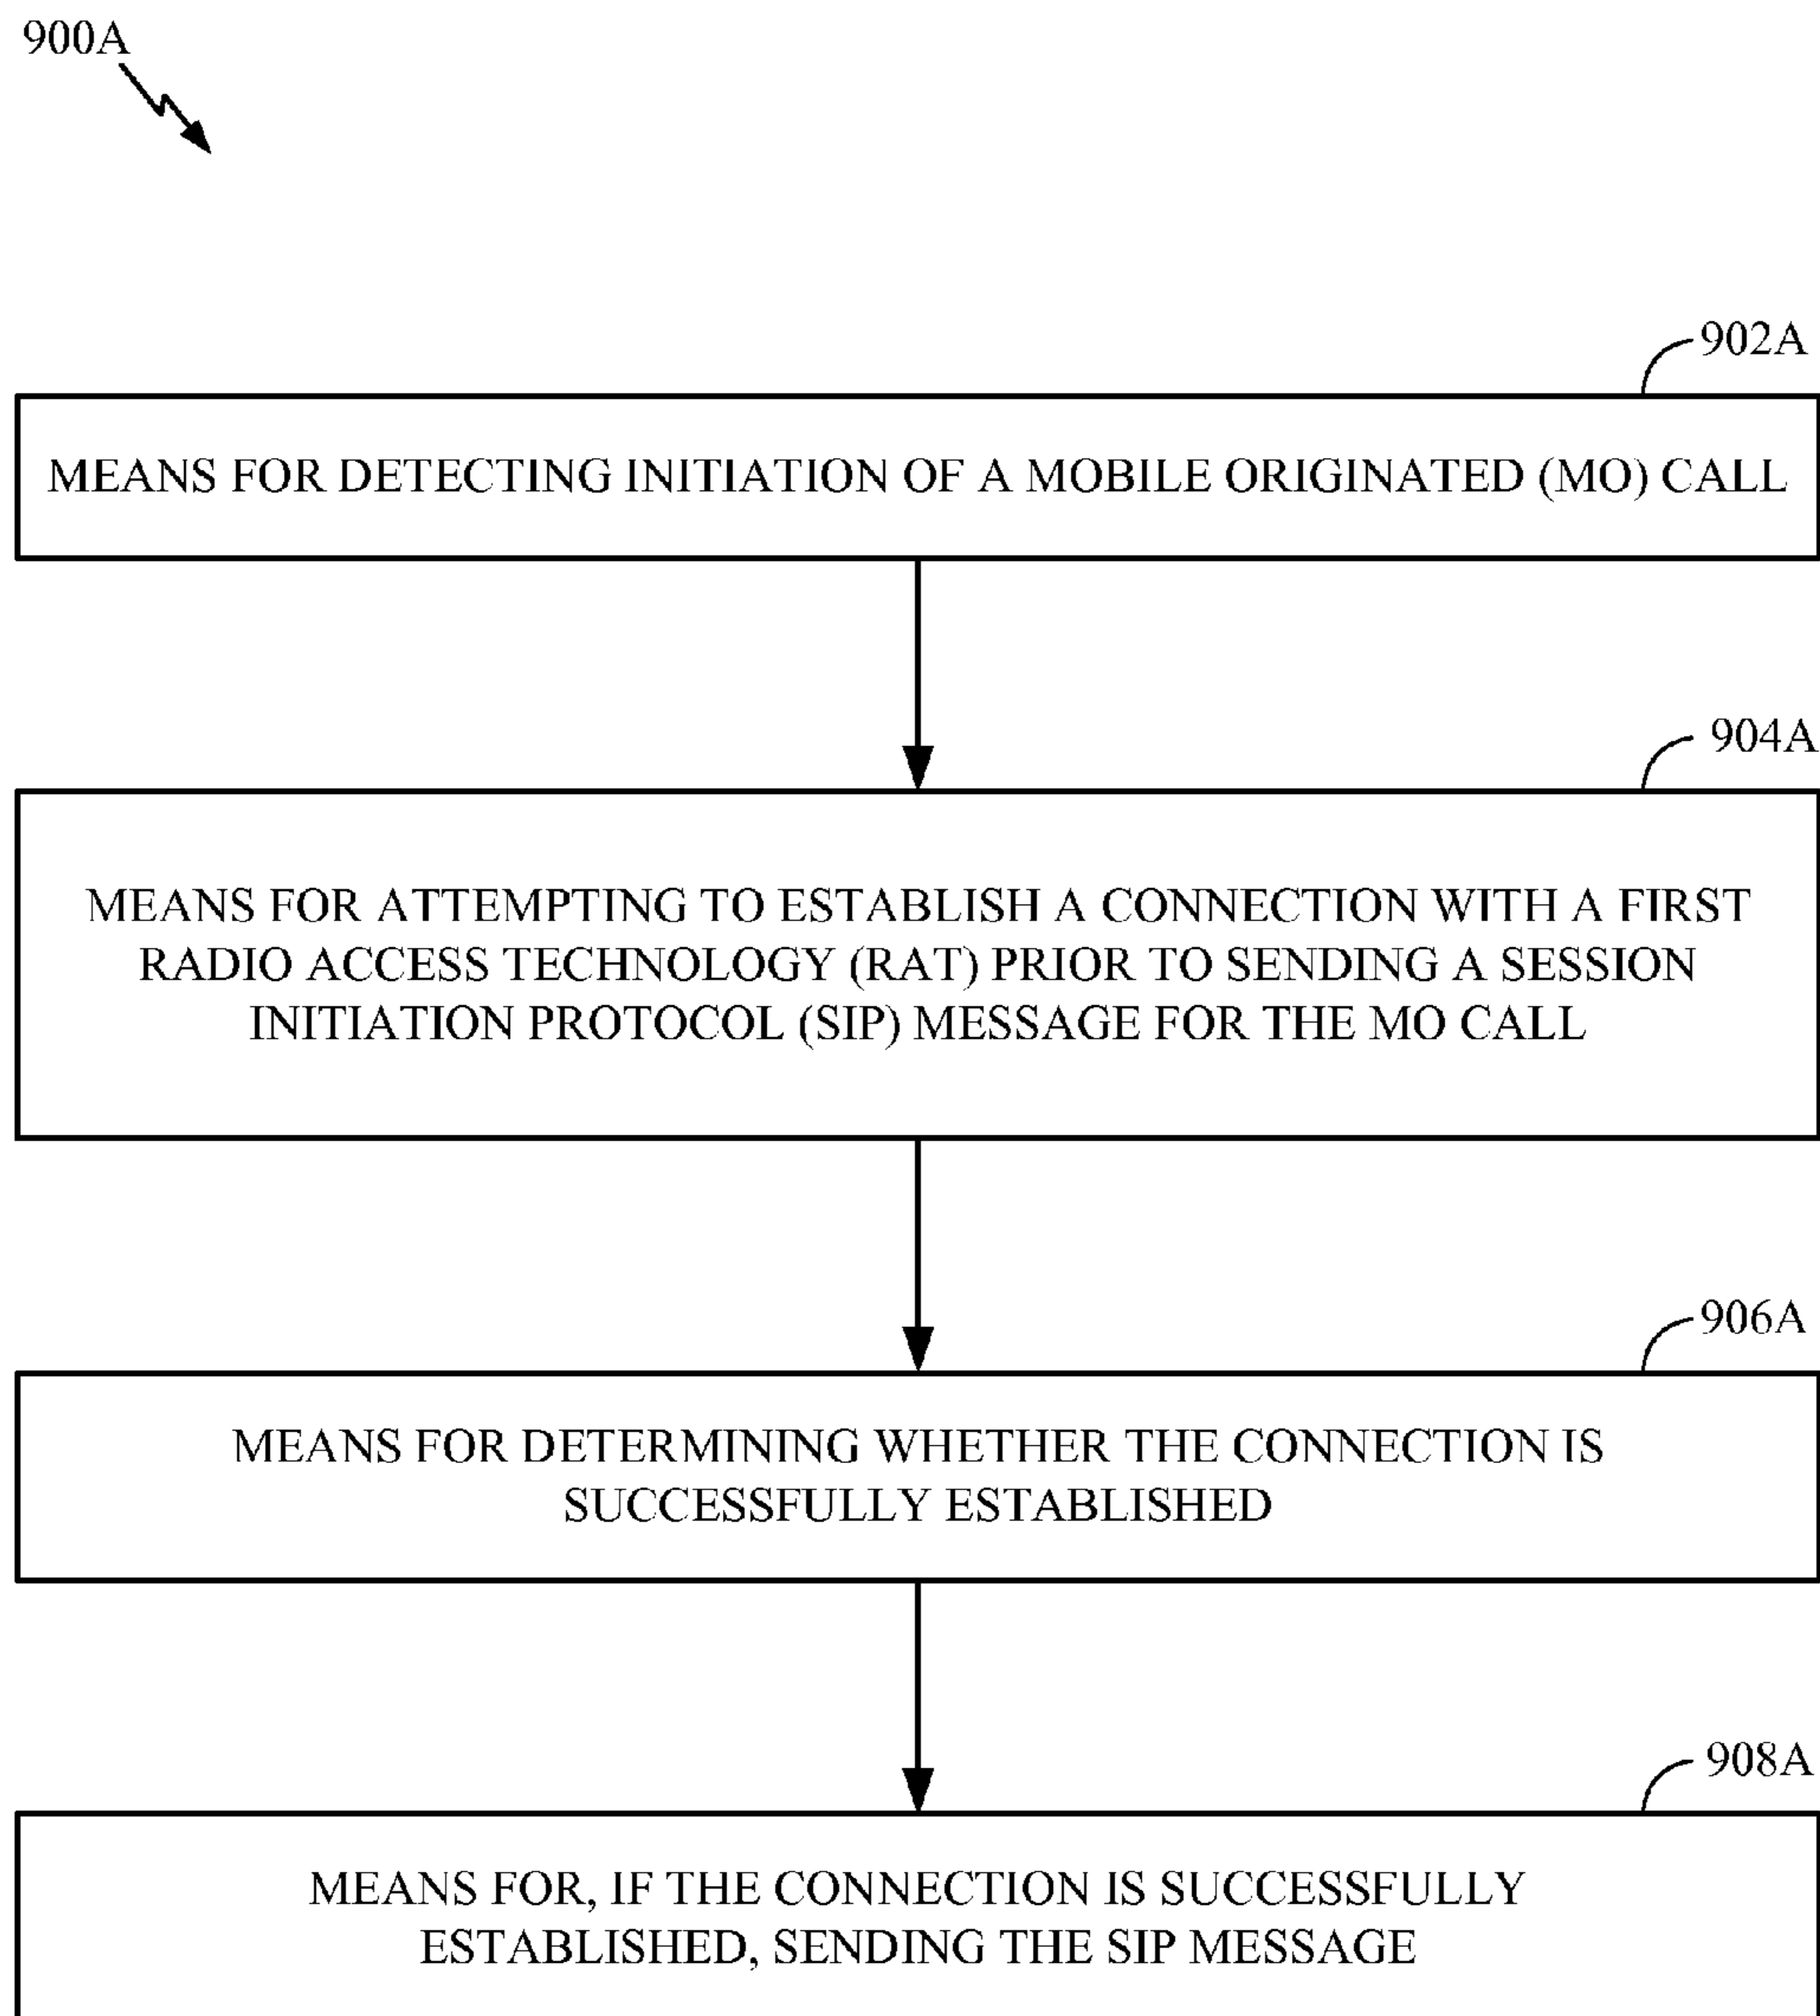 900A
902A
MEANS FOR DETECTING INITIATION OF A MOBILE ORIGINATED (MO) CALL
904A
MEANS FOR ATTEMPTING TO ESTABLISH A CONNECTION WITH A FIRST
RADIO ACCESS TECHNOLOGY (RAT) PRIOR TO SENDING A SESSION
INITIATION PROTOCOL (SIP) MESSAGE FOR THE MO CALL
906A
MEANS FOR DETERMINING WHETHER THE CONNECTION IS
SUCCESSFULLY ESTABLISHED
908A
MEANS FOR, IF THE CONNECTION IS SUCCESSFULLY
ESTABLISHED, SENDING THE SIP MESSAGE